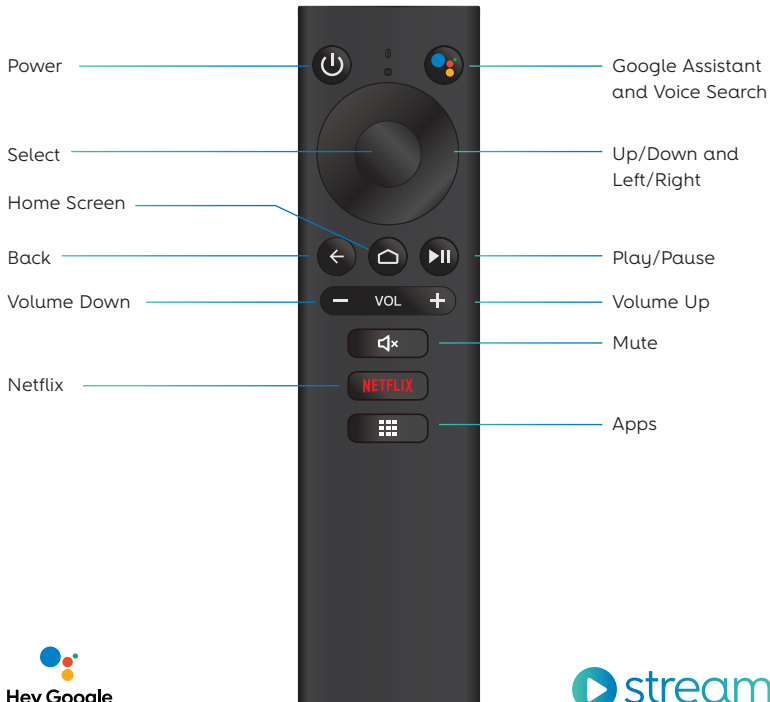 Power
Google Assistant
and Voice Search
Select
Up/Down and
Left/Right
Home Screen
Back
Play/Pause
Volume Down
VOL
Volume Up
Mute
Netflix
NETFLIX
Apps
Hey Google
stream